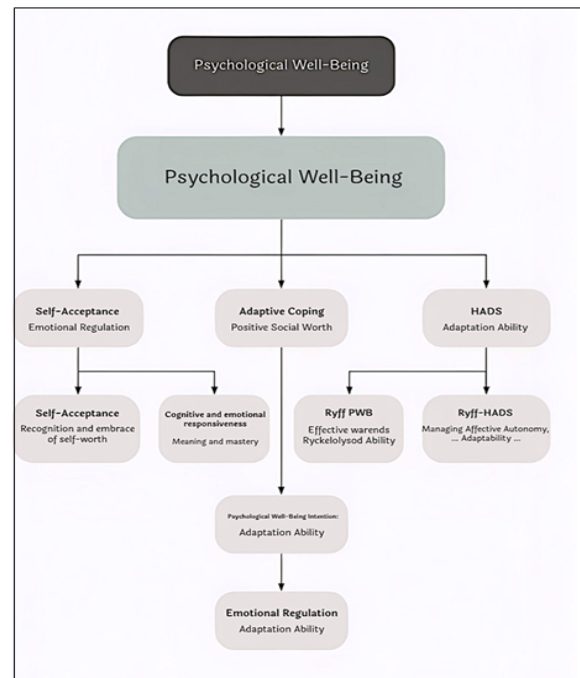 Psychological Well-Being
Psychological Well-Being
Self-Acceptance
Emotional Regulation
Adaptive Coping
Positive Social Worth
HADS
Adaptation Ability
Self-Acceptance
Recognition and embrace
of self-worth
Cognitive and emotional
responsiveness
Meaning and mastery
Ryff PWB
Effective warends
Ryckelolysod Ability
Ryff-HADS
Managing Affective Autonomy,
... Adaptability ...
Psychological Well-Being Intention:
Adaptation Ability
Emotional Regulation
Adaptation Ability